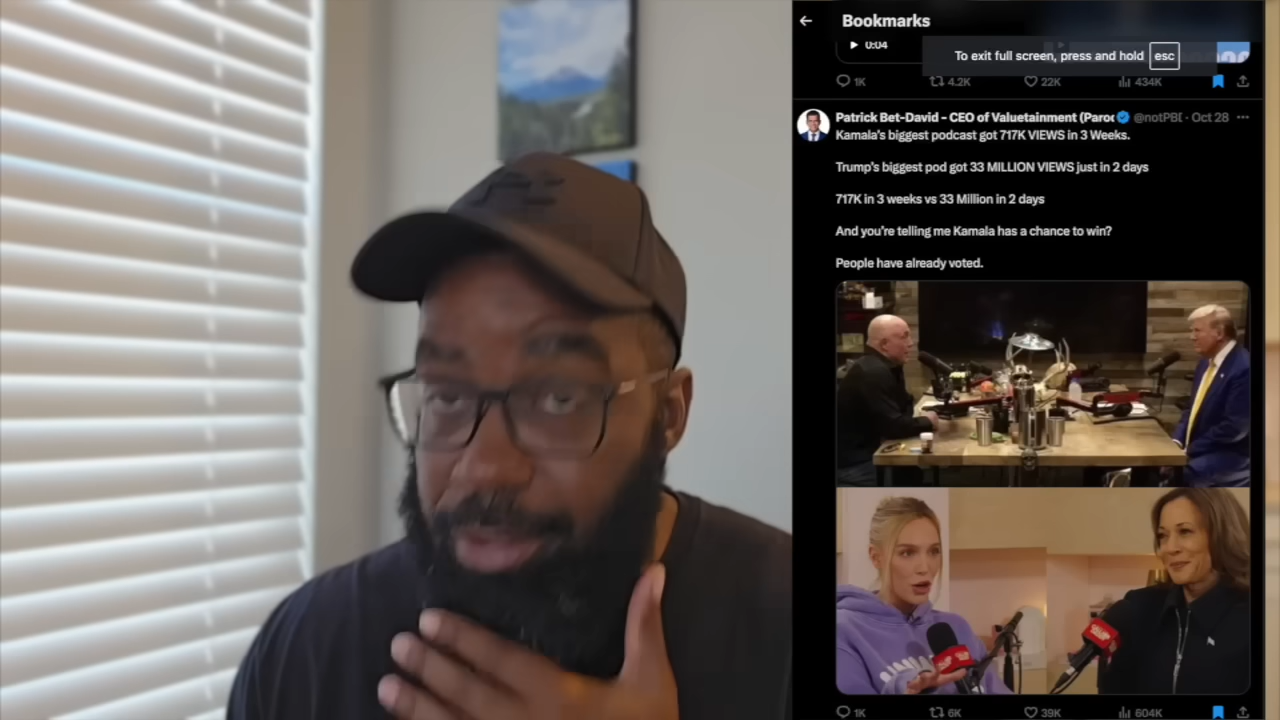 Bookmarks
0:04
To exit full screen, press and hold esc
1K 4.2K 22K 434K
Patrick Bet-David - CEO of Valuetainment (Paroc @notPBD · Oct 28
Kamala's biggest podcast got 717K VIEWS in 3 Weeks.
Trump's biggest pod got 33 MILLION VIEWS just in 2 days
717K in 3 weeks vs 33 Million in 2 days
And you're telling me Kamala has a chance to win?
People have already voted.
1K 6K 39K 604K